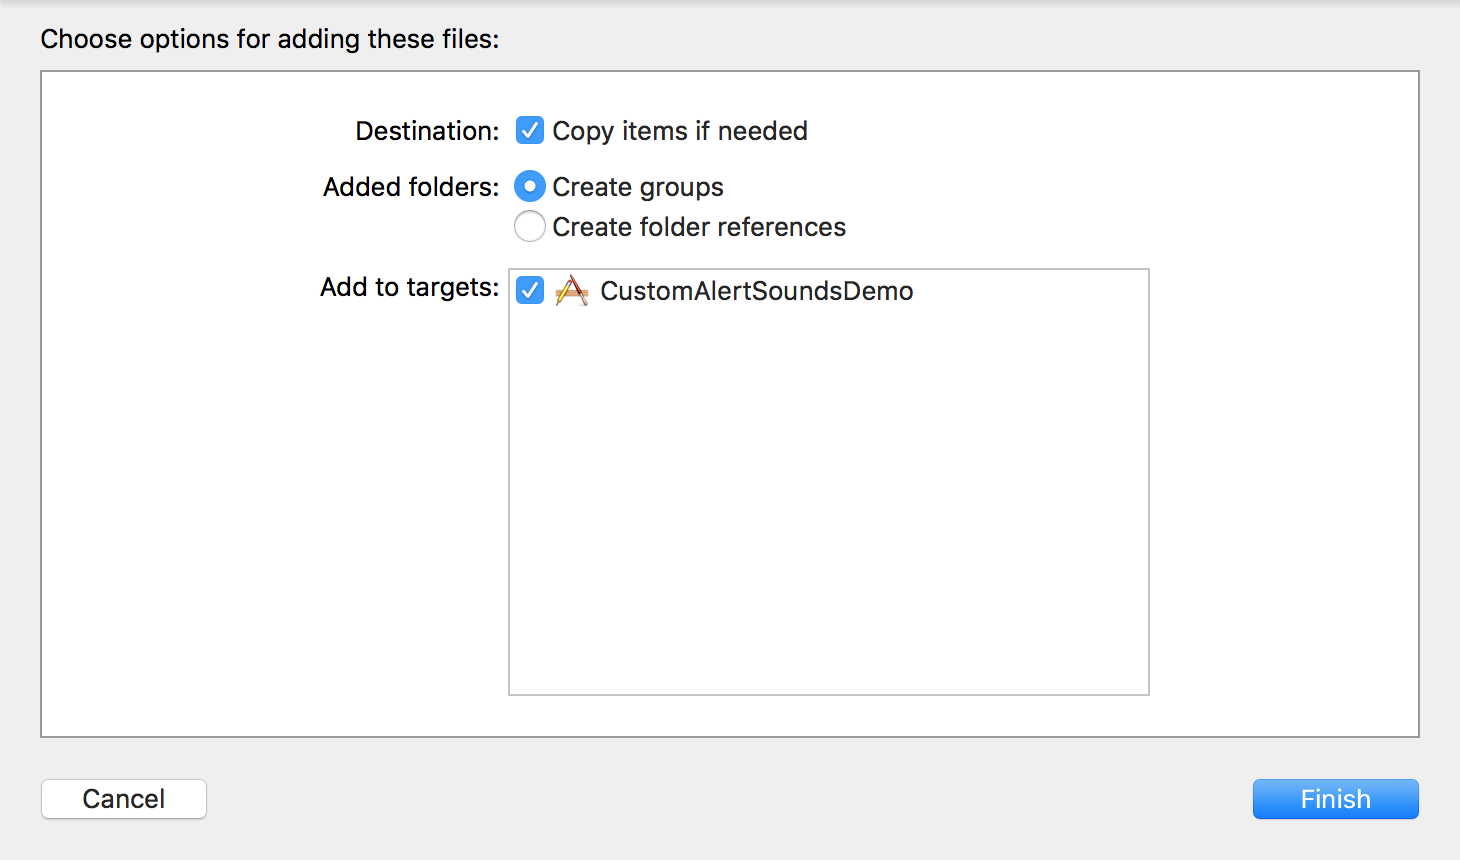 Choose options for adding these files:
Destination: Copy items if needed
Added folders: Create groups
Create folder references
Add to targets: CustomAlertSoundsDemo
Cancel Finish